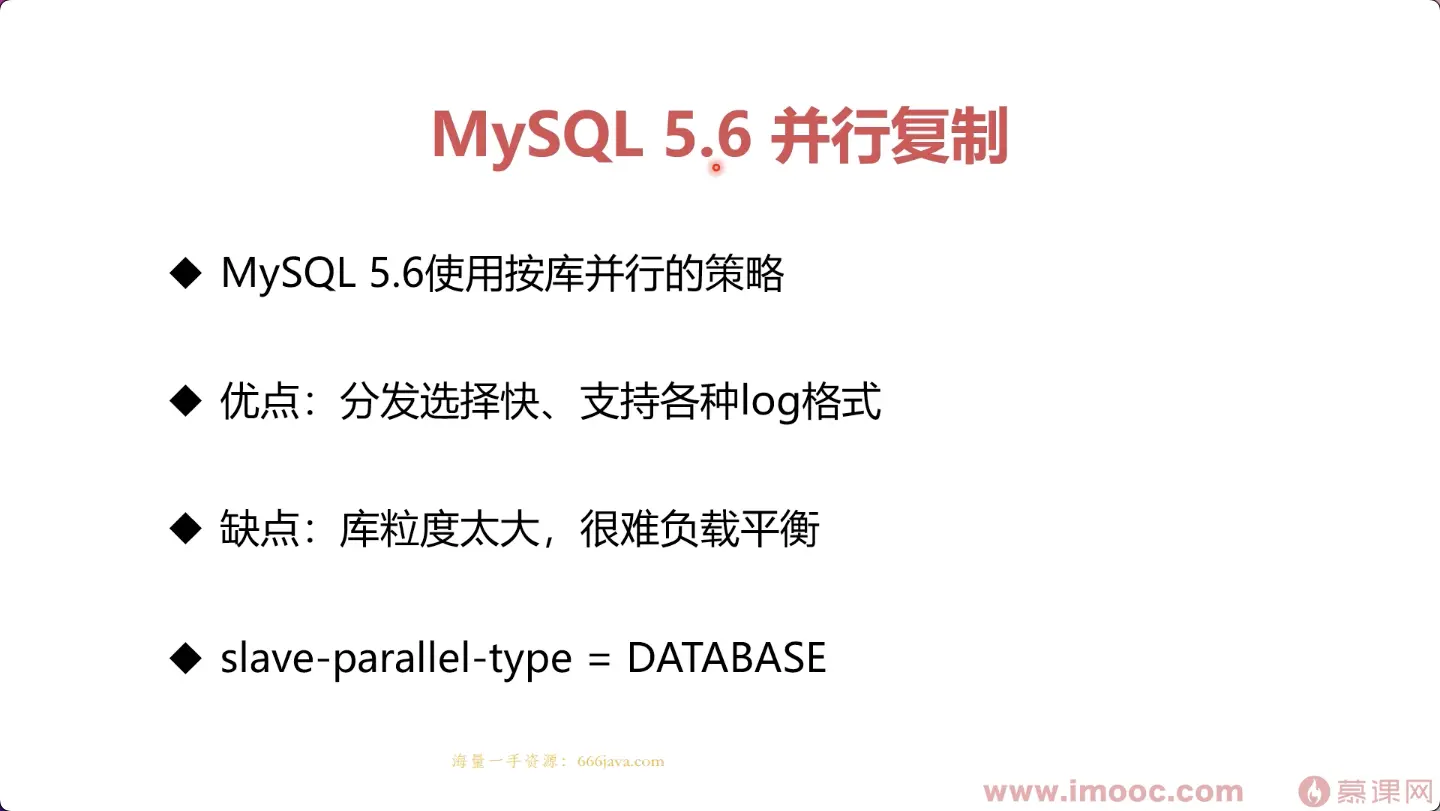 MySQL 5.6 并行复制
◆ MySQL 5.6使用按库并行的策略
◆ 优点：分发选择快、支持各种log格式
◆ 缺点：库粒度太大，很难负载平衡
◆ slave-parallel-type = DATABASE
海量一手资源：666java.com
www.imooc.com 慕课网